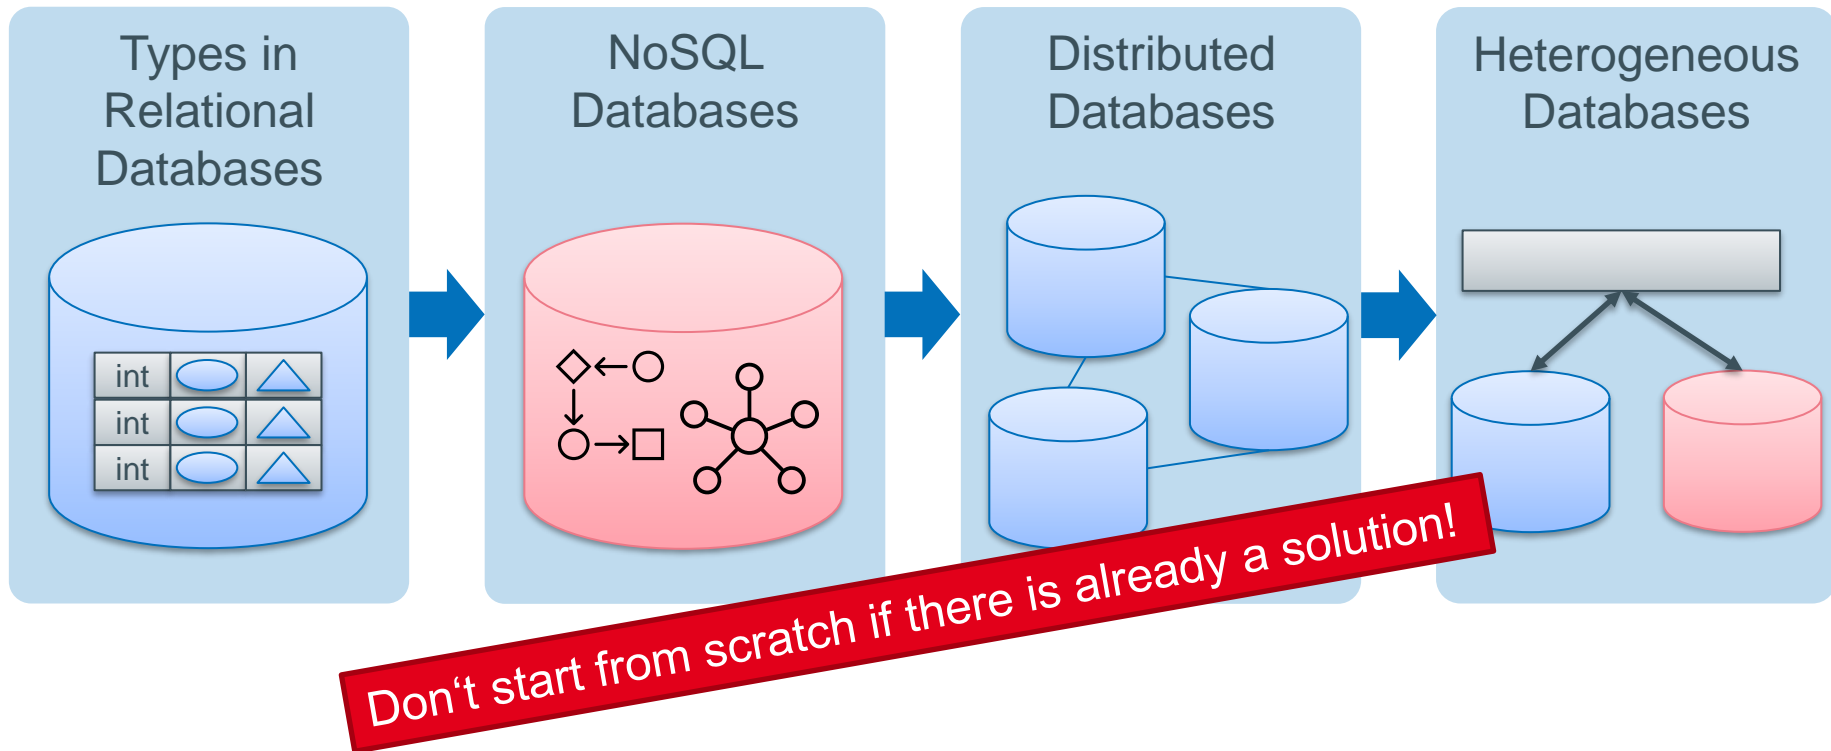 Types in
Relational
Databases
int
int
int
NoSQL
Databases
Distributed
Databases
Heterogeneous
Databases
Don‘t start from scratch if there is already a solution!